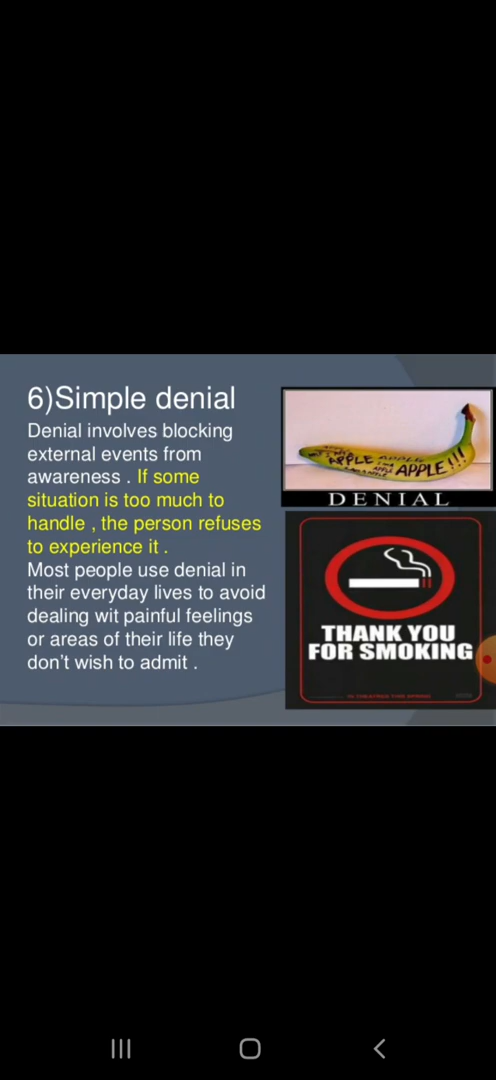 6)Simple denial
Denial involves blocking
external events from
awareness . If some
situation is too much to
handle , the person refuses
to experience it .
Most people use denial in
their everyday lives to avoid
dealing wit painful feelings
or areas of their life they
don't wish to admit .
APPLE
APPLE
APPLE!!!
DENIAL
THANK YOU
FOR SMOKING